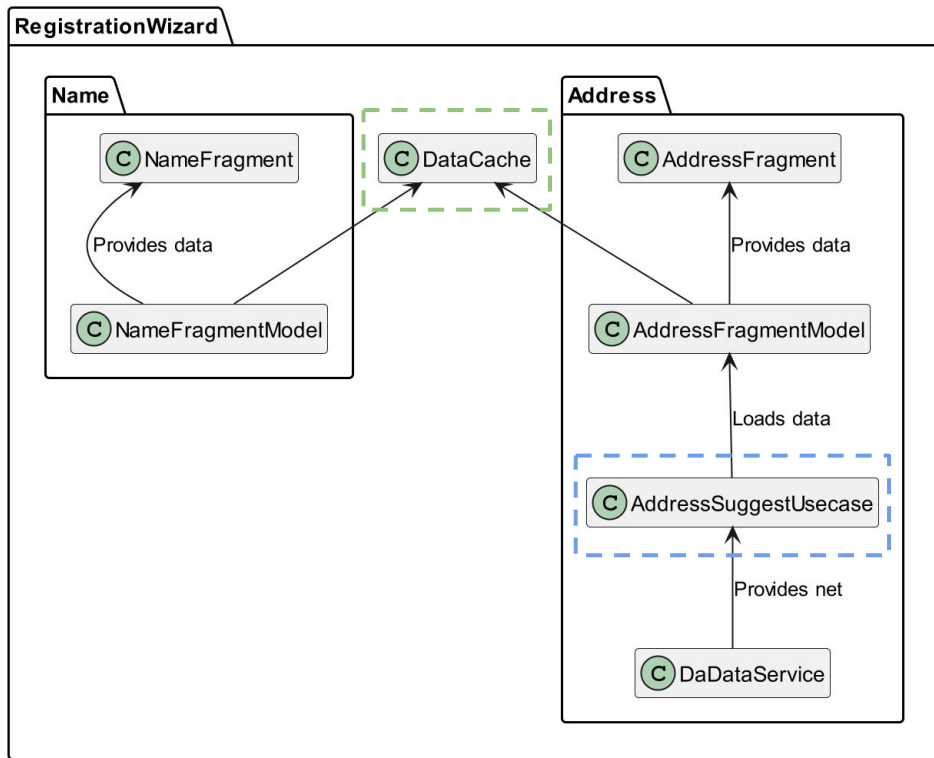 RegistrationWizard
Name
Address
C NameFragment
C DataCache
C AddressFragment
Provides data
Provides data
C NameFragmentModel
C AddressFragmentModel
Loads data
C AddressSuggestUsecase
Provides net
C DaDataService